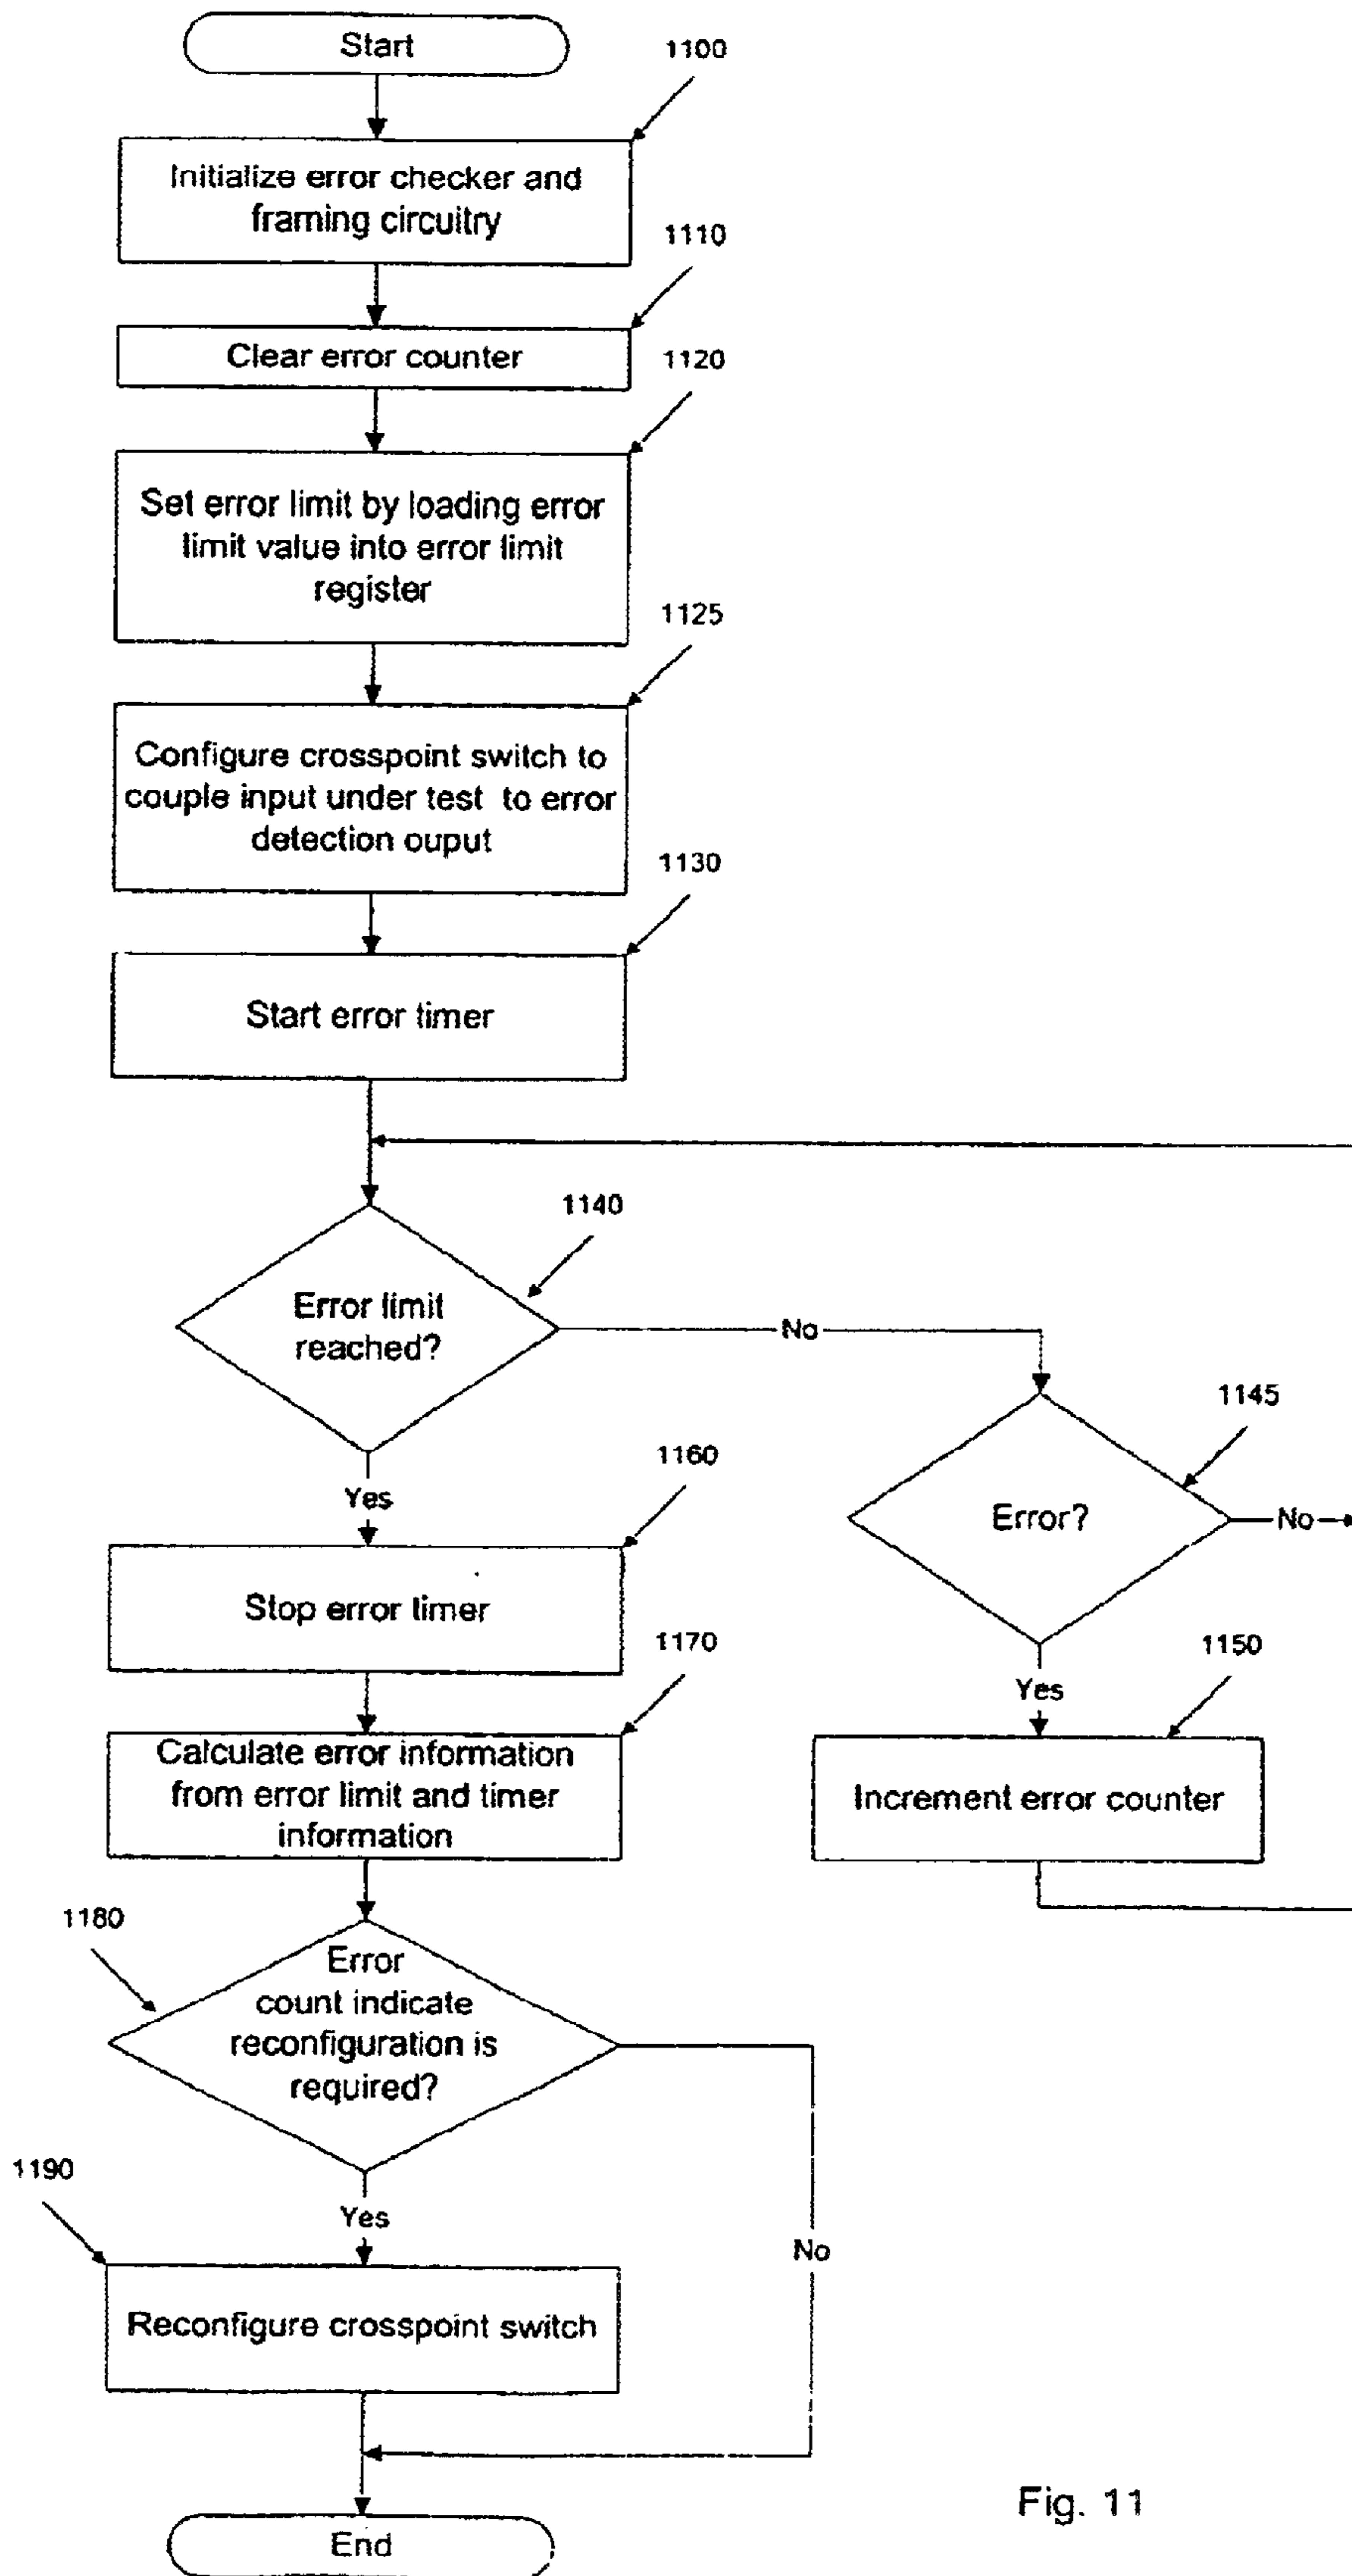 Start
1100
Initialize error checker and
framing circuitry
1110
Clear error counter
1120
Set error limit by loading error
limit value into error limit
register
1125
Configure crosspoint switch to
couple input under test to error
detection ouput
1130
Start error timer
1140
Error limit
reached?
No
1145
Error?
No
Yes
1160
Stop error timer
1150
Yes
Increment error counter
1170
Calculate error information
from error limit and timer
information
1180
Error
count indicate
reconfiguration is
required?
1190
Yes
No
Reconfigure crosspoint switch
End
Fig. 11